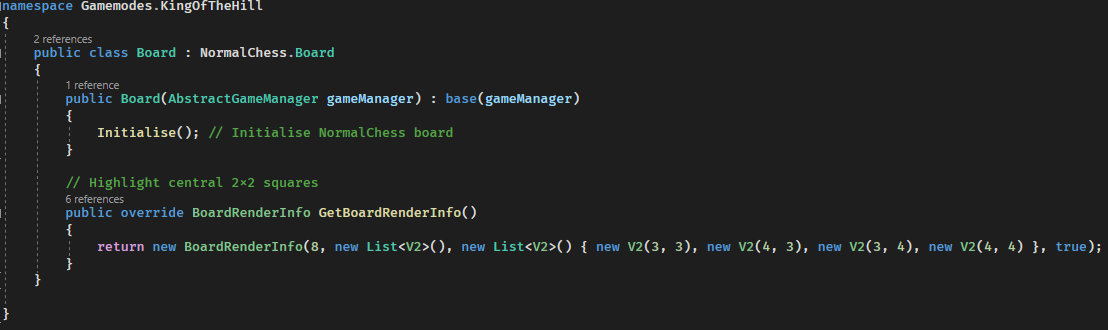 namespace Gamemodes.KingOfTheHill
{
2 references
public class Board : NormalChess.Board
{
1 reference
public Board(AbstractGameManager gameManager) : base(gameManager)
{
Initialise(); // Initialise NormalChess board
}
// Highlight central 2×2 squares
6 references
public override BoardRenderInfo GetBoardRenderInfo()
{
return new BoardRenderInfo(8, new List<V2>(), new List<V2>() { new V2(3, 3), new V2(4, 3), new V2(3, 4), new V2(4, 4) }, true);
}
}
}